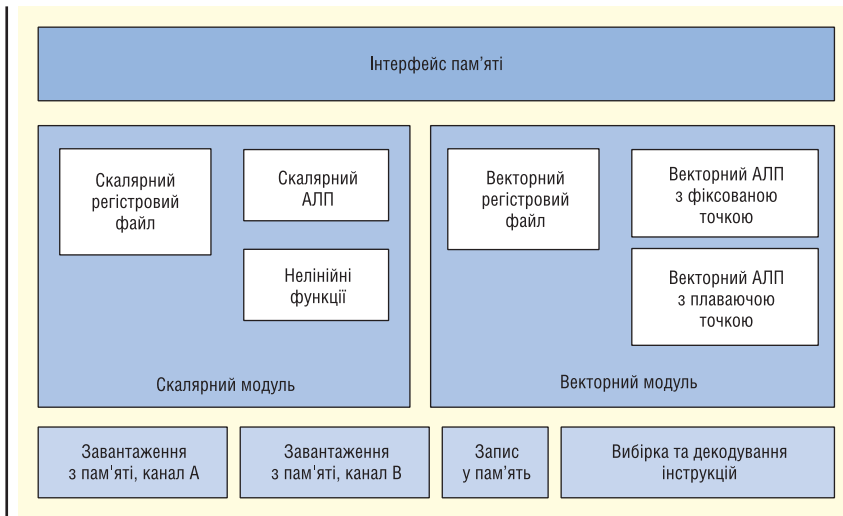 Інтерфейс пам’яті
Скалярний
регістровий
файл
Скалярний
АЛП
Нелінійні
функції
Скалярний модуль
Векторний
регістровий
файл
Векторний АЛП
з фіксованою
точкою
Векторний АЛП
з плаваючою
точкою
Векторний модуль
Завантаження
з пам'яті, канал А
Завантаження
з пам'яті, канал В
Запис
у пам’ять
Вибірка та декодування
інструкцій